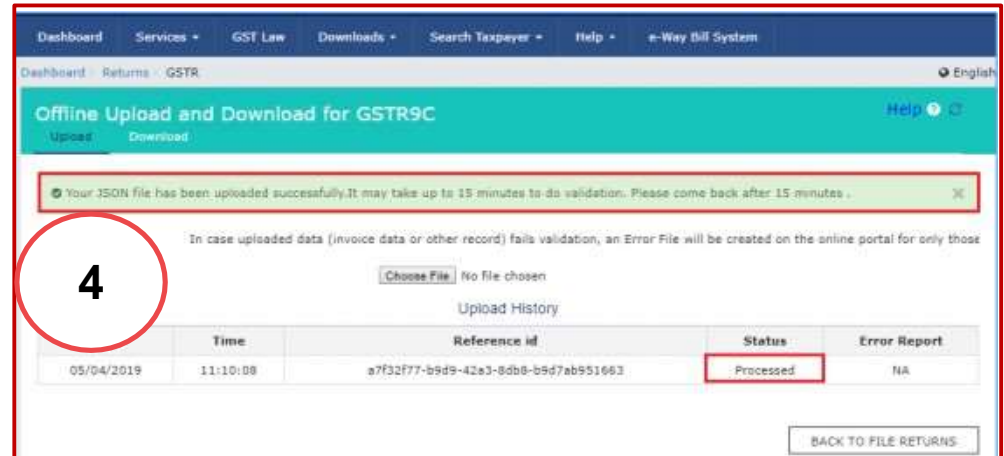 Dashboard Services GST Law Downloads Search Taxpayer Help e-Way Bill System
Dashboard Returns GSTR English
Offline Upload and Download for GSTR9C Help
Upload Download
Your JSON file has been uploaded successfully.It may take up to 15 minutes to do validation. Please come back after 15 minutes .
In case uploaded data (invoice data or other record) fails validation, an Error File will be created on the online portal for only those
4
Choose File No file chosen
Upload History
Time Reference id Status Error Report
05/04/2019 11:10:08 a7f32f77-b9d9-42a3-8db8-b9d7ab951663 Processed NA
BACK TO FILE RETURNS